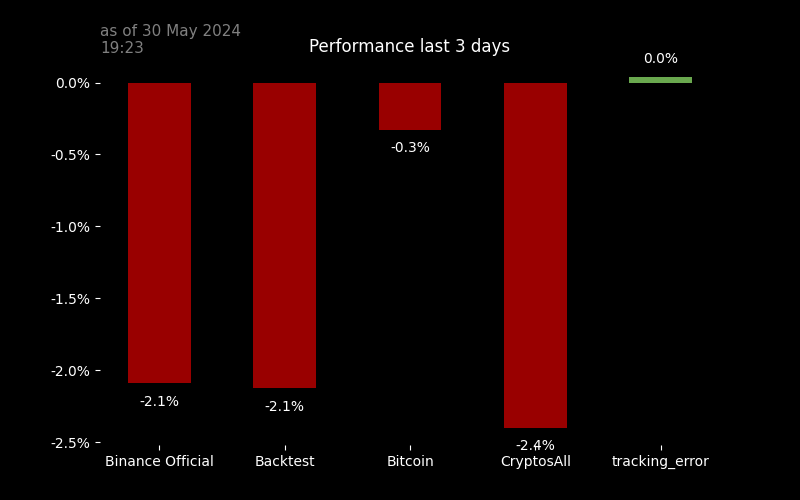 as of 30 May 2024
19:23
Performance last 3 days
0.0%
0.0%
-0.5%
-0.3%
-1.0%
-1.5%
-2.0%
-2.1%
-2.1%
-2.4%
-2.5%
Binance Official
Backtest
Bitcoin
CryptosAll
tracking_error